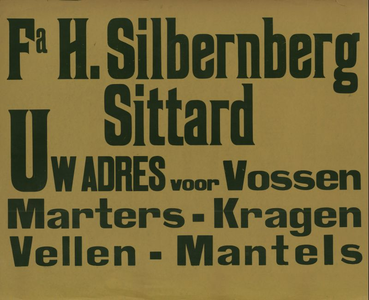 Fa H. Silbernberg
Sittard
UW ADRES voor Vossen
Marters - Kragen
Vellen - Mantels